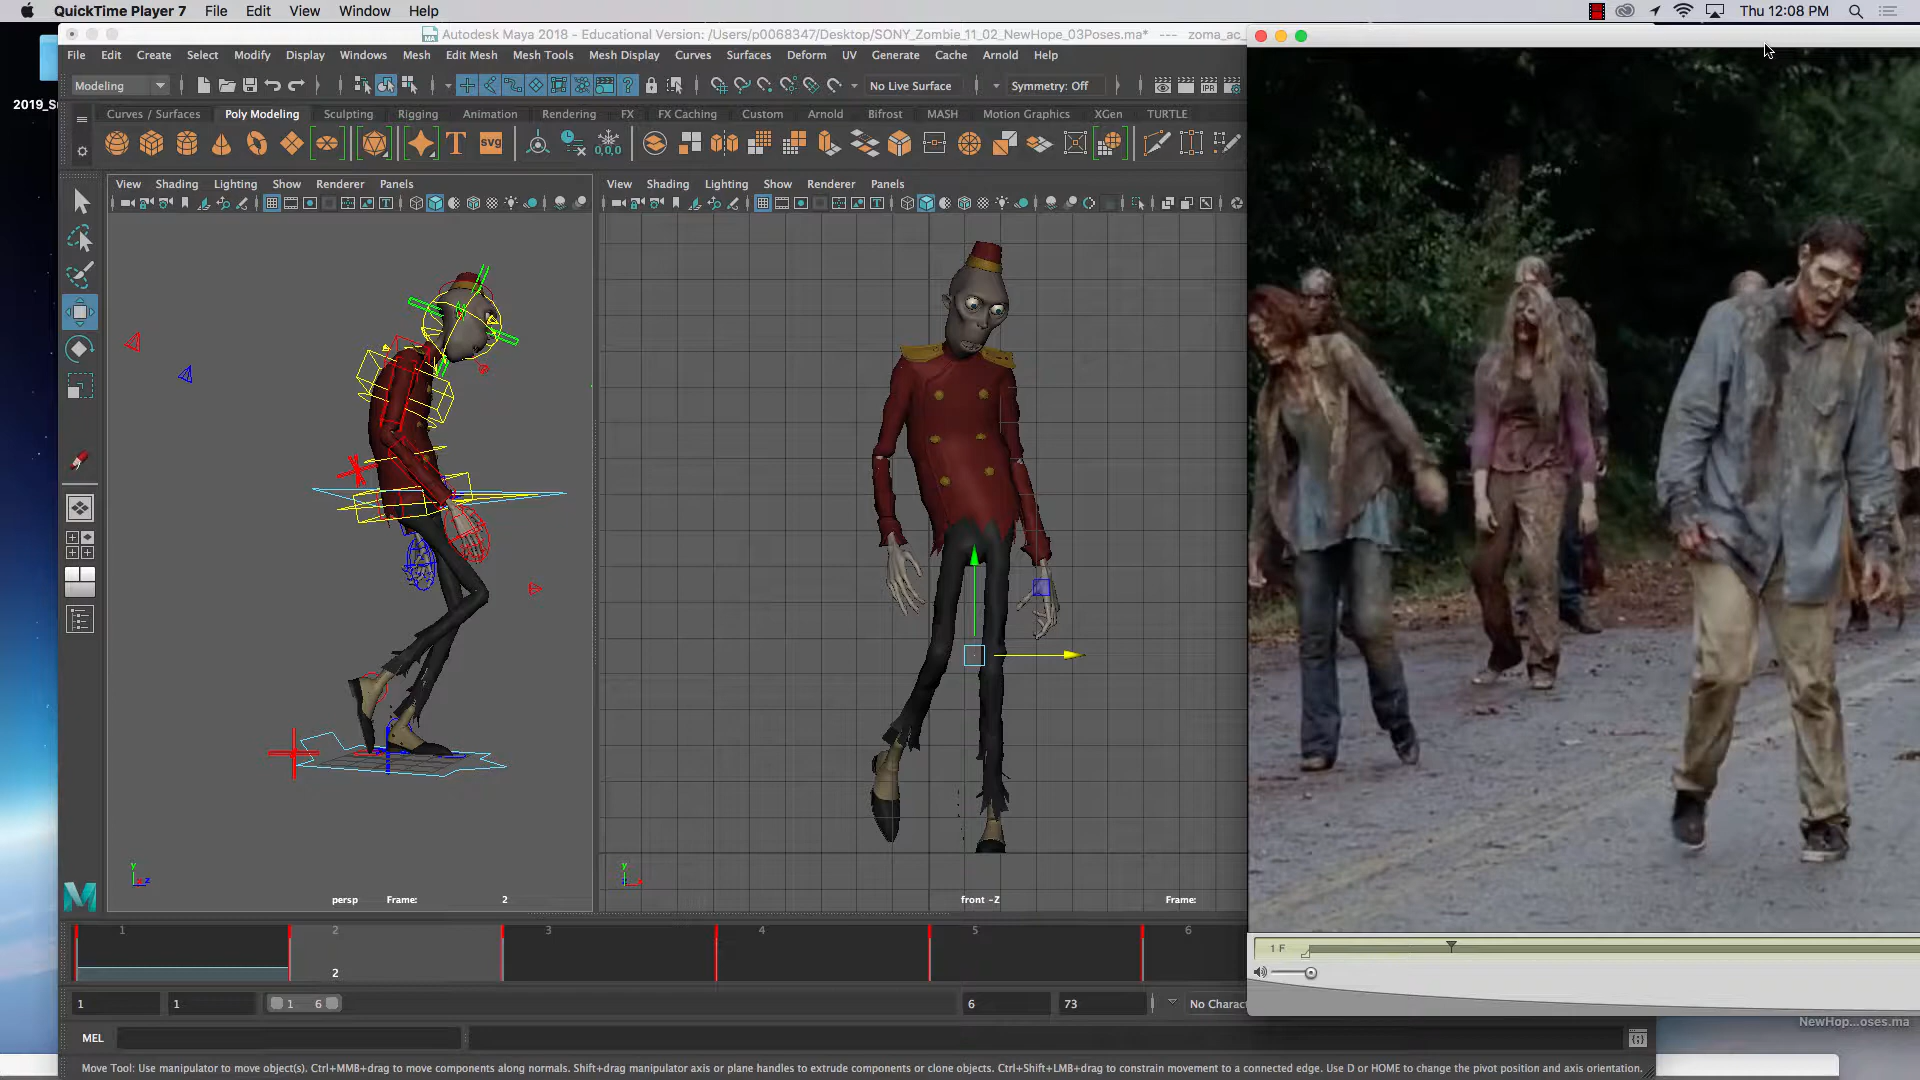 QuickTime Player 7 File Edit View Window Help Thu 12:08 PM
Autodesk Maya 2018 - Educational Version: /Users/p0068347/Desktop/SONY_Zombie_11_02_NewHope_03Poses.ma* --- zoma_ac_
File Edit Create Select Modify Display Windows Mesh Edit Mesh Mesh Tools Mesh Display Curves Surfaces Deform UV Generate Cache Arnold Help
Modeling No Live Surface Symmetry: Off IPR
2019_S
Curves / Surfaces Poly Modeling Sculpting Rigging Animation Rendering FX FX Caching Custom Arnold Bifrost MASH Motion Graphics XGen TURTLE
T SVG 0,0,0
View Shading Lighting Show Renderer Panels
View Shading Lighting Show Renderer Panels
y z
persp Frame: 2
y x
front -Z Frame:
1 2 3 4 5 6
2
1 F
1 1 1 6 6 73 No Charac
NewHop...oses.ma
MEL
Move Tool: Use manipulator to move object(s). Ctrl+MMB+drag to move components along normals. Shift+drag manipulator axis or plane handles to extrude components or clone objects. Ctrl+Shift+LMB+drag to constrain movement to a connected edge. Use D or HOME to change the pivot position and axis orientation.